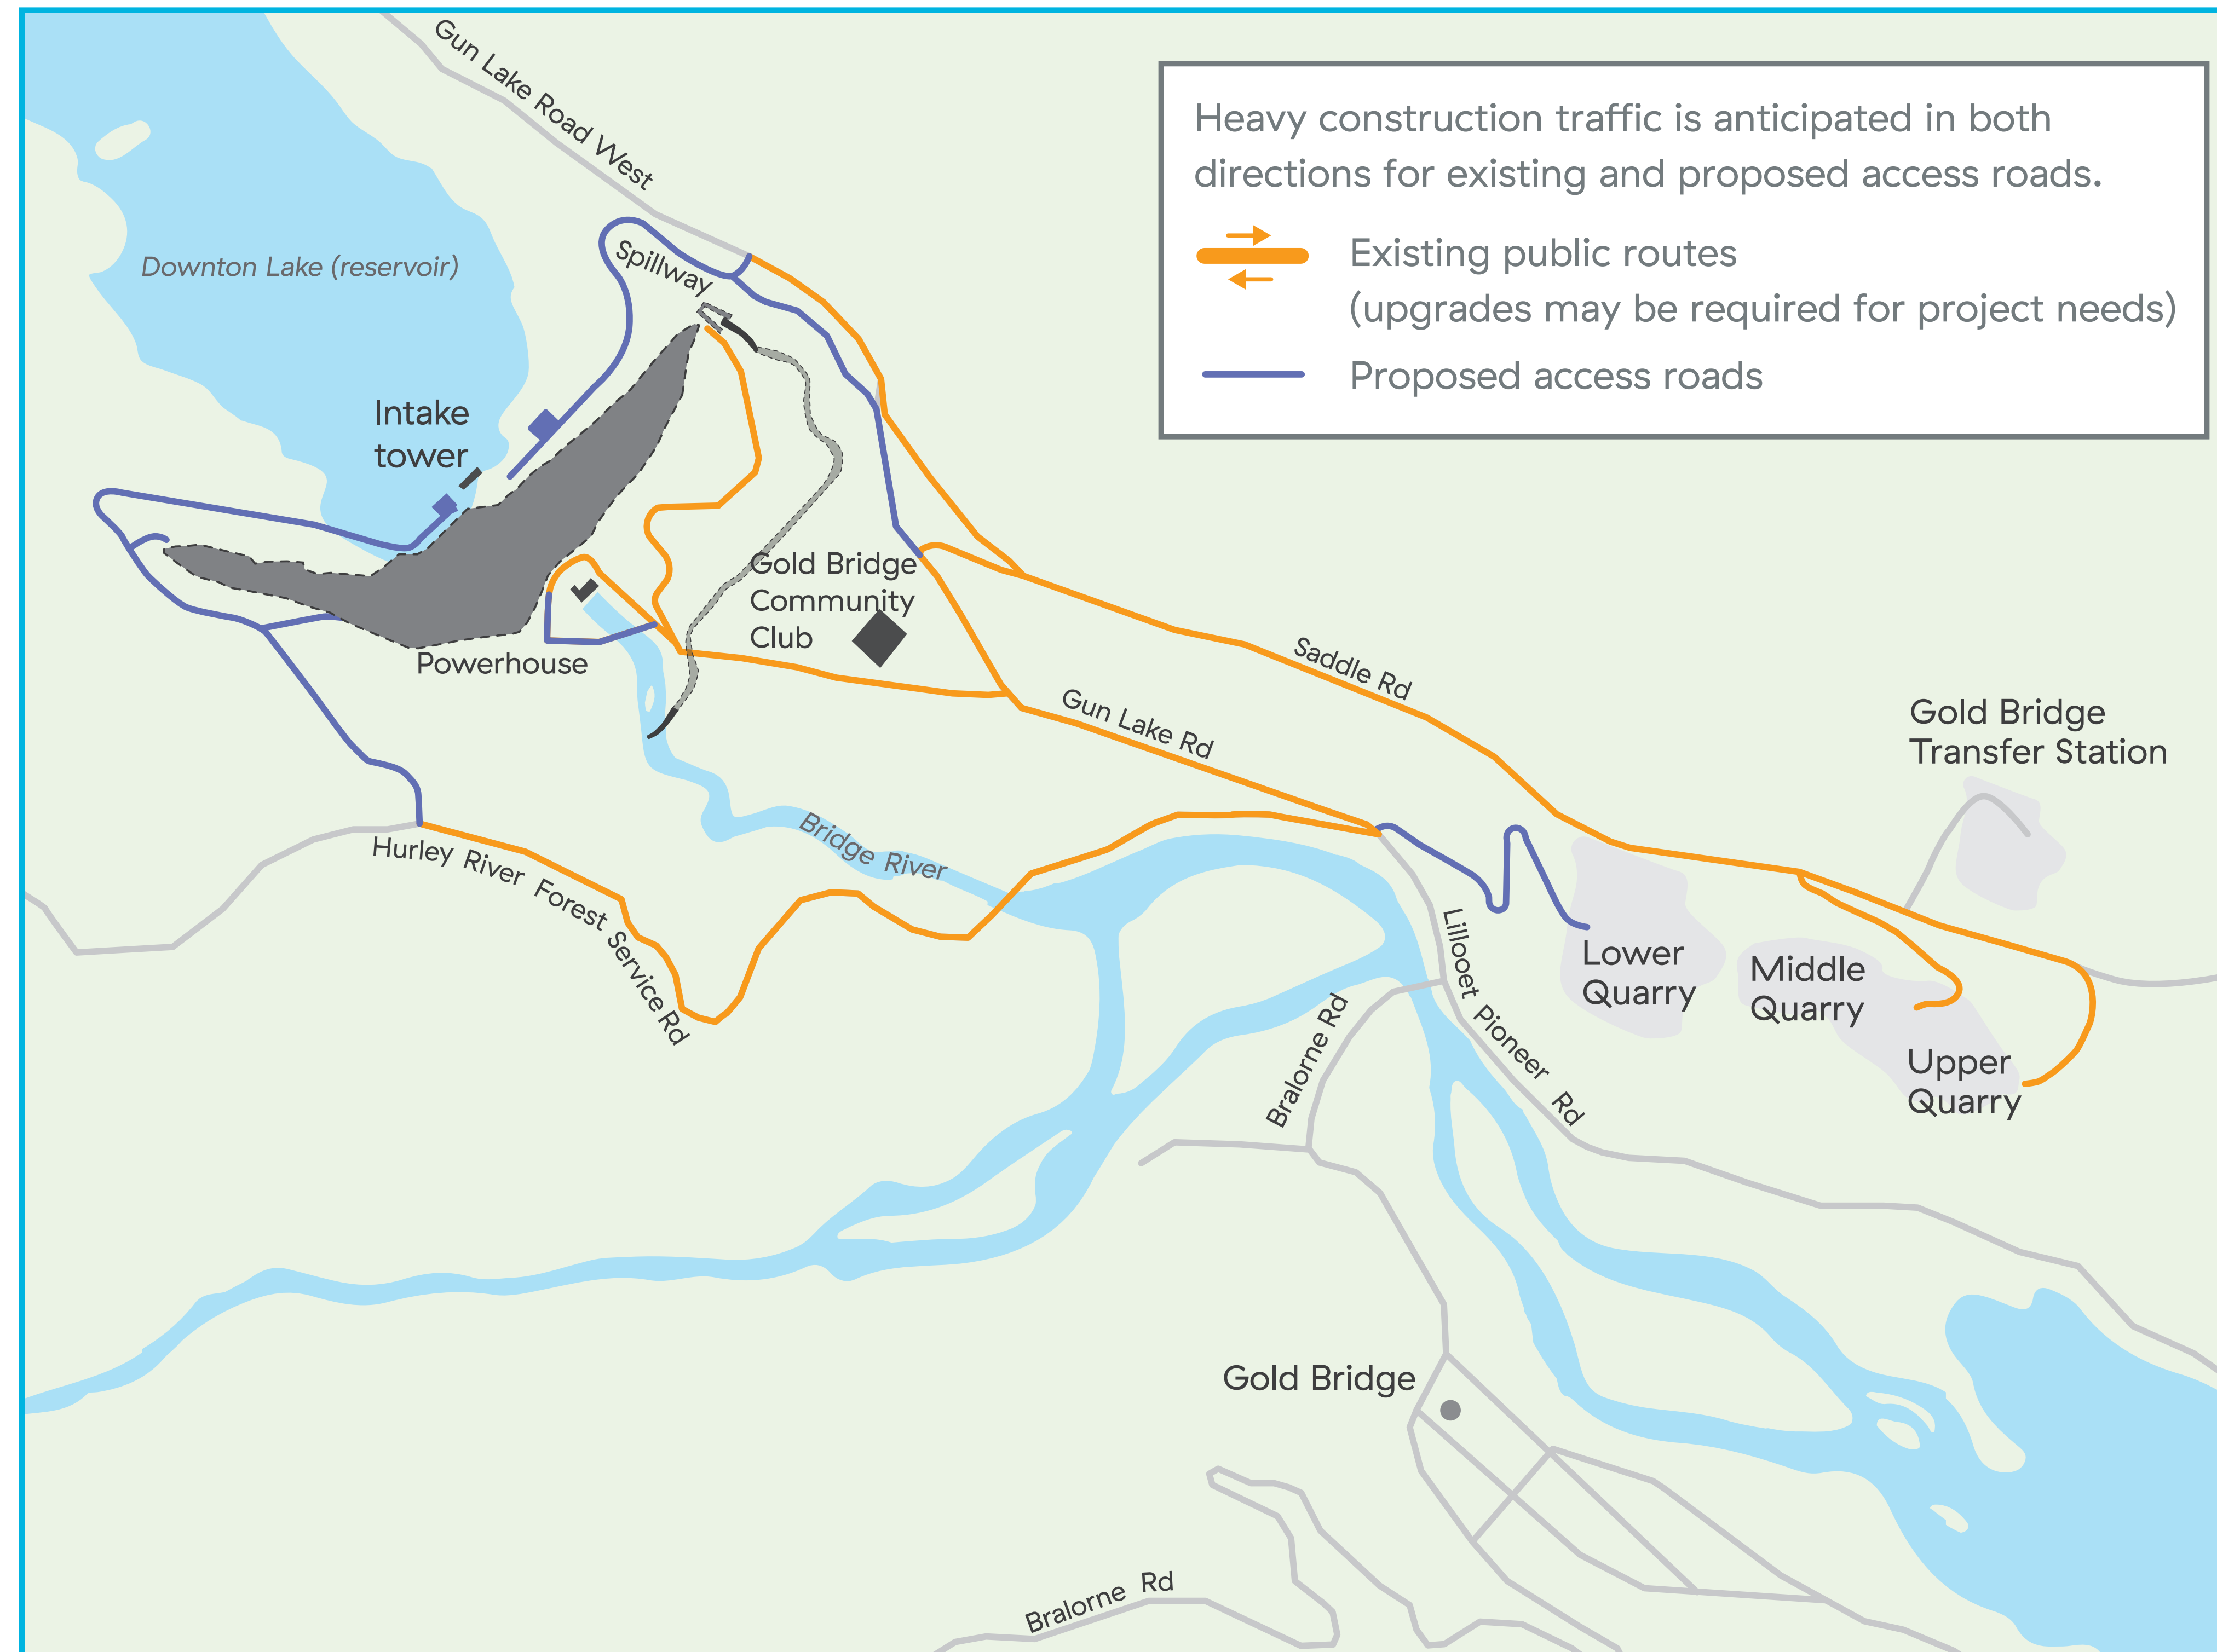 Gun Lake Road West
Heavy construction traffic is anticipated in both
directions for existing and proposed access roads.
Existing public routes
(upgrades may be required for project needs)
Proposed access roads
Downton Lake (reservoir)
Spillway
Intake
tower
Gold Bridge
Community
Club
Powerhouse
Saddle Rd
Gun Lake Rd
Gold Bridge
Transfer Station
Bridge River
Hurley River Forest Service Rd
Lillooet Pioneer Rd
Lower
Quarry
Middle
Quarry
Upper
Quarry
Bralorne Rd
Gold Bridge
Bralorne Rd